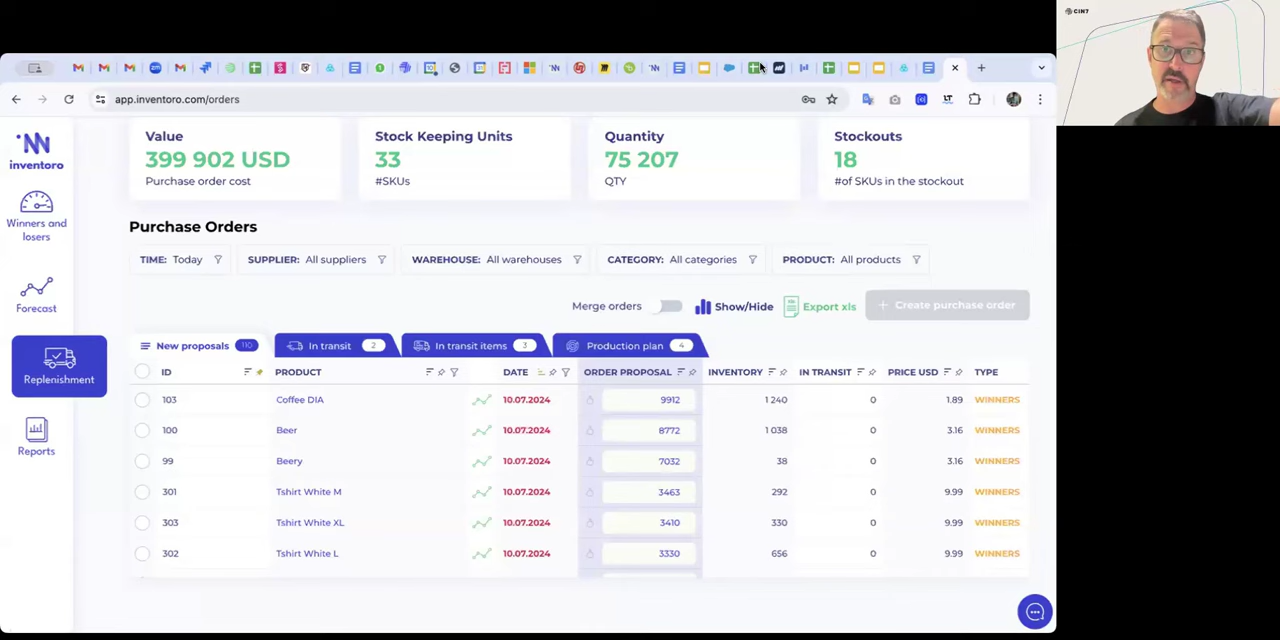 CIN7
app.inventoro.com/orders
inventoro
Winners and
losers
Forecast
Replenishment
Reports
Value
399 902 USD
Purchase order cost
Stock Keeping Units
33
#SKUs
Quantity
75 207
QTY
Stockouts
18
#of SKUs in the stockout
Purchase Orders
TIME: Today
SUPPLIER: All suppliers
WAREHOUSE: All warehouses
CATEGORY: All categories
PRODUCT: All products
Merge orders
Show/Hide
Export xls
+ Create purchase order
New proposals 110
In transit 2
In transit items 3
Production plan 4
ID PRODUCT DATE ORDER PROPOSAL INVENTORY IN TRANSIT PRICE USD TYPE
103 Coffee DIA 10.07.2024 9912 1 240 0 1.89 WINNERS
100 Beer 10.07.2024 8772 1 038 0 3.16 WINNERS
99 Beery 10.07.2024 7032 38 0 3.16 WINNERS
301 Tshirt White M 10.07.2024 3463 292 0 9.99 WINNERS
303 Tshirt White XL 10.07.2024 3410 330 0 9.99 WINNERS
302 Tshirt White L 10.07.2024 3330 656 0 9.99 WINNERS